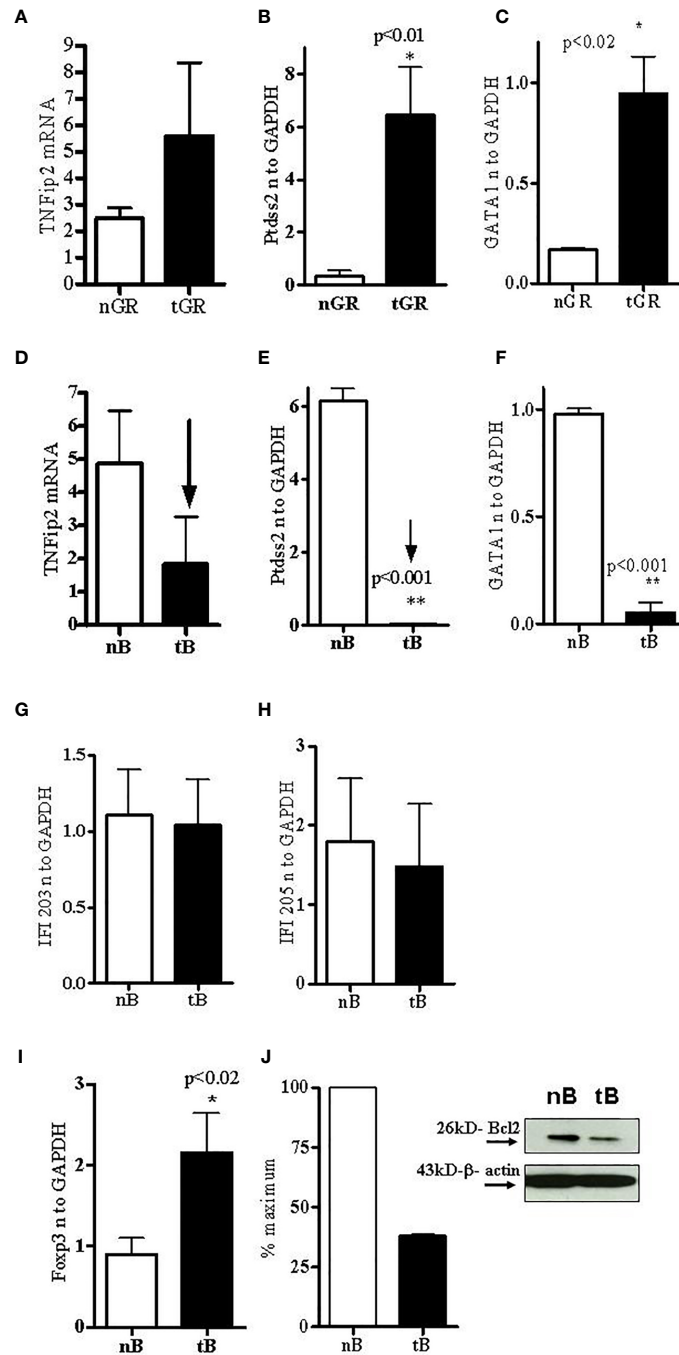 A
TNFip2 mRNA
9
8
7
6
5
4
3
2
1
0
nGR tGR
B
Ptdss2 n to GAPDH
8
6
4
2
0
p<0.01
*
nGR tGR
C
GATA1 n to GAPDH
1.0
0.5
0.0
p<0.02
*
nGR tGR
D
TNFip2 mRNA
7
6
5
4
3
2
1
0
nB tB
E
Ptdss2 n to GAPDH
6
4
2
0
p<0.001
**
nB tB
F
GATA1 n to GAPDH
1.0
0.5
0.0
p<0.001
**
nB tB
G
IFI 203 n to GAPDH
1.5
1.0
0.5
0.0
nB tB
H
IFI 205 n to GAPDH
3
2
1
0
nB tB
I
Foxp3 n to GAPDH
3
2
1
0
p<0.02
*
nB tB
J
% maximum
100
75
50
25
0
nB tB
nB tB
26kD- Bcl2
43kD-β- actin